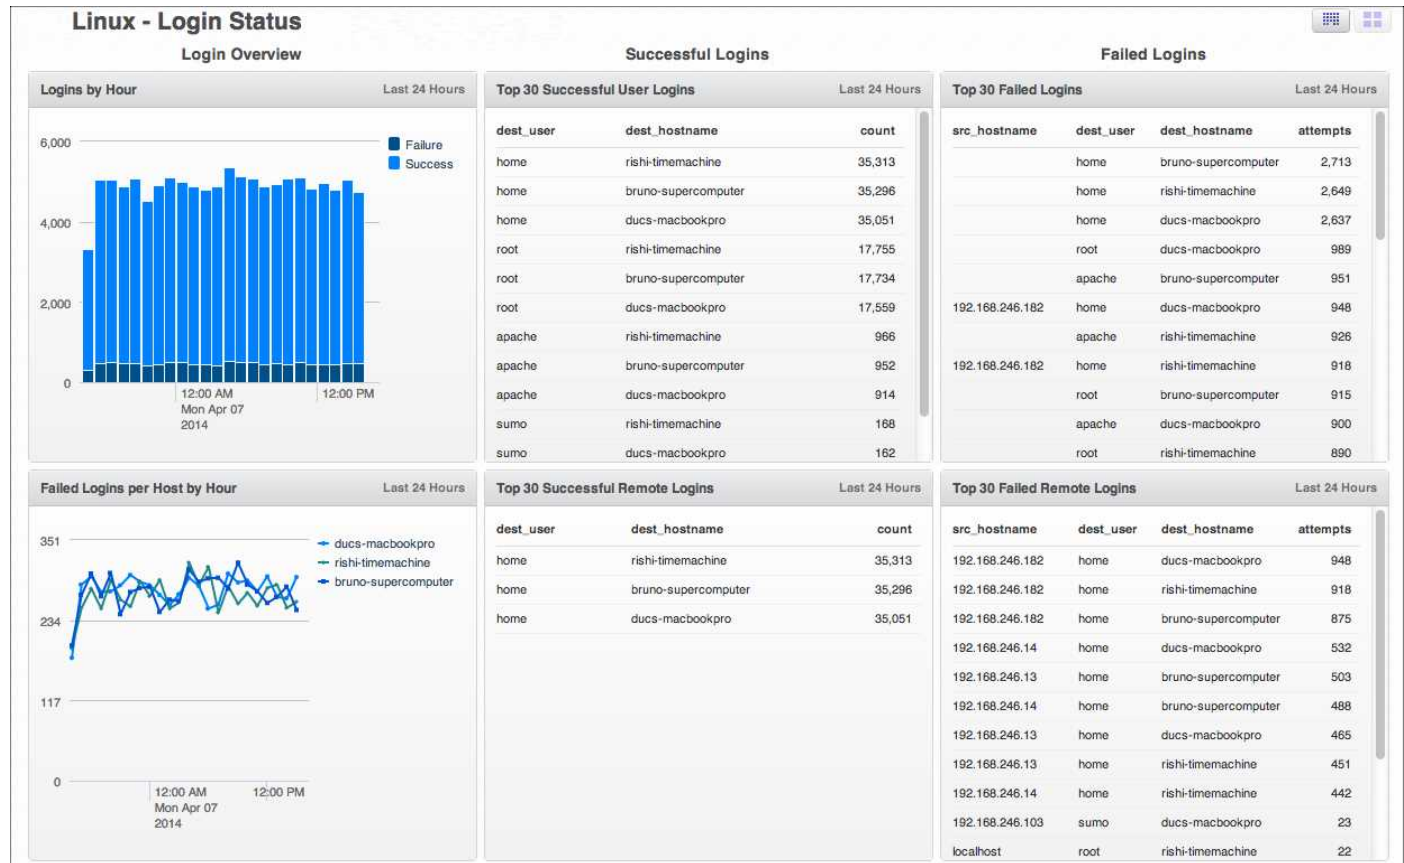 Linux - Login Status
Login Overview
Successful Logins
Failed Logins
Logins by Hour Last 24 Hours
6,000
4,000
2,000
0
Failure
Success
12:00 AM
Mon Apr 07
2014
12:00 PM
Top 30 Successful User Logins Last 24 Hours
dest_user dest_hostname count
home rishi-timemachine 35,313
home bruno-supercomputer 35,296
home ducs-macbookpro 35,051
root rishi-timemachine 17,755
root bruno-supercomputer 17,734
root ducs-macbookpro 17,559
apache rishi-timemachine 966
apache bruno-supercomputer 952
apache ducs-macbookpro 914
sumo rishi-timemachine 168
sumo ducs-macbookpro 162
Top 30 Failed Logins Last 24 Hours
src_hostname dest_user dest_hostname attempts
home bruno-supercomputer 2,713
home rishi-timemachine 2,649
home ducs-macbookpro 2,637
root ducs-macbookpro 989
apache bruno-supercomputer 951
192.168.246.182 home ducs-macbookpro 948
apache rishi-timemachine 926
192.168.246.182 home rishi-timemachine 918
root bruno-supercomputer 915
apache ducs-macbookpro 900
root rishi-timemachine 890
Failed Logins per Host by Hour Last 24 Hours
351
234
117
0
ducs-macbookpro
rishi-timemachine
bruno-supercomputer
12:00 AM
Mon Apr 07
2014
12:00 PM
Top 30 Successful Remote Logins Last 24 Hours
dest_user dest_hostname count
home rishi-timemachine 35,313
home bruno-supercomputer 35,296
home ducs-macbookpro 35,051
Top 30 Failed Remote Logins Last 24 Hours
src_hostname dest_user dest_hostname attempts
192.168.246.182 home ducs-macbookpro 948
192.168.246.182 home rishi-timemachine 918
192.168.246.182 home bruno-supercomputer 875
192.168.246.14 home ducs-macbookpro 532
192.168.246.13 home bruno-supercomputer 503
192.168.246.14 home bruno-supercomputer 488
192.168.246.13 home ducs-macbookpro 465
192.168.246.13 home rishi-timemachine 451
192.168.246.14 home rishi-timemachine 442
192.168.246.103 sumo ducs-macbookpro 23
localhost root rishi-timemachine 22